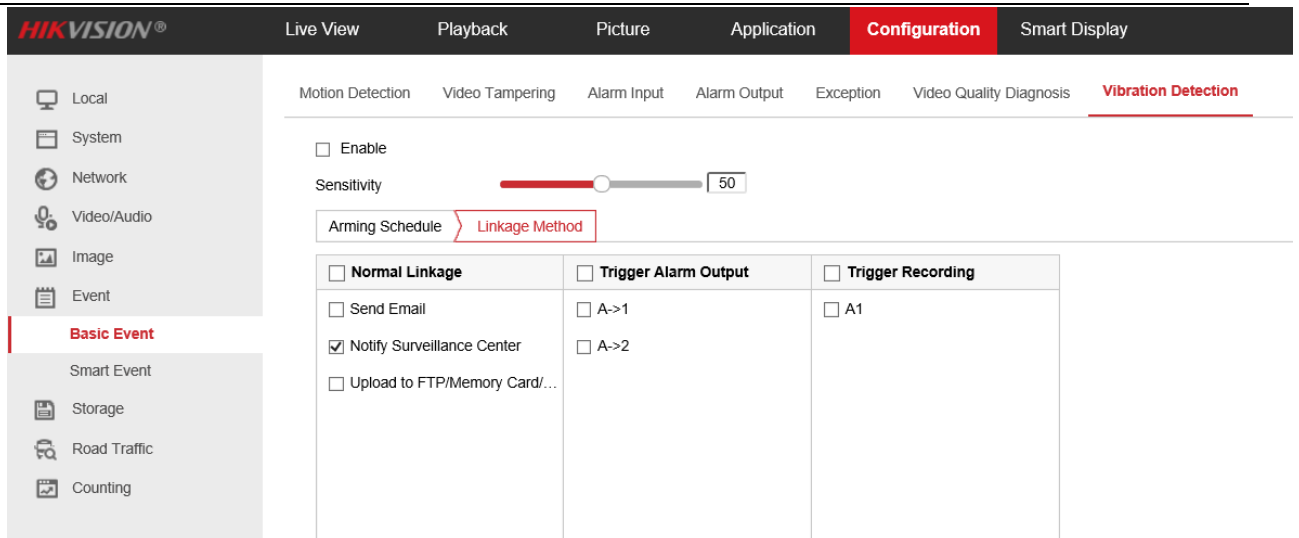 HIKVISION® Live View Playback Picture Application Configuration Smart Display
Local
System
Network
Video/Audio
Image
Event
Basic Event
Smart Event
Storage
Road Traffic
Counting
Motion Detection Video Tampering Alarm Input Alarm Output Exception Video Quality Diagnosis Vibration Detection
Enable
Sensitivity 50
Arming Schedule Linkage Method
Normal Linkage Trigger Alarm Output Trigger Recording
Send Email A->1 A1
Notify Surveillance Center A->2
Upload to FTP/Memory Card/...